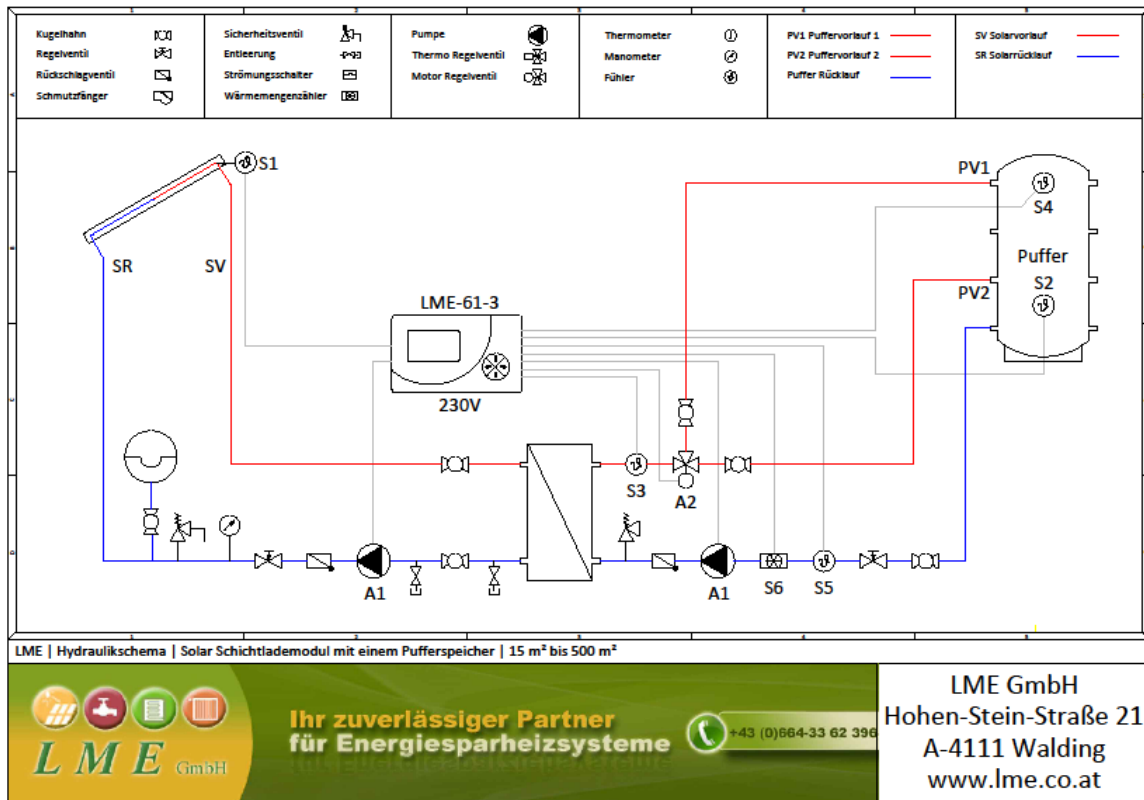 Kugelhahn
Regelventil
Rückschlagventil
Schmutzfänger
Sicherheitsventil
Entleerung
Strömungsschalter
Wärmemengenzähler
Pumpe
Thermo Regelventil
Motor Regelventil
Thermometer
Manometer
Fühler
PV1 Puffervorlauf 1
PV2 Puffervorlauf 2
Puffer Rücklauf
SV Solarvorlauf
SR Solarrücklauf
S1
SR
SV
PV1
S4
Puffer
S2
PV2
LME-61-3
230V
S3
A2
A1
A1
S6
S5
LME | Hydraulikschema | Solar Schichtlademodul mit einem Pufferspeicher | 15 m² bis 500 m²
LME GmbH
Ihr zuverlässiger Partner
für Energiesparheizsysteme
+43 (0)664-33 62 396
LME GmbH
Hohen-Stein-Straße 21
A-4111 Walding
www.lme.co.at